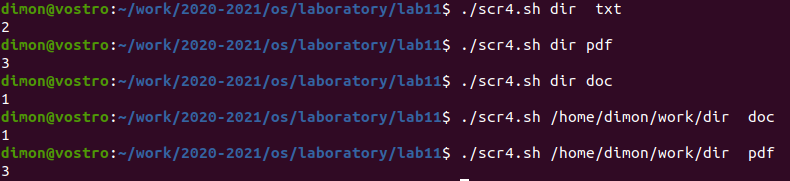 dimon@vostro:~/work/2020-2021/os/laboratory/lab11$ ./scr4.sh dir  txt
2
dimon@vostro:~/work/2020-2021/os/laboratory/lab11$ ./scr4.sh dir pdf
3
dimon@vostro:~/work/2020-2021/os/laboratory/lab11$ ./scr4.sh dir doc
1
dimon@vostro:~/work/2020-2021/os/laboratory/lab11$ ./scr4.sh /home/dimon/work/dir  doc
1
dimon@vostro:~/work/2020-2021/os/laboratory/lab11$ ./scr4.sh /home/dimon/work/dir  pdf
3